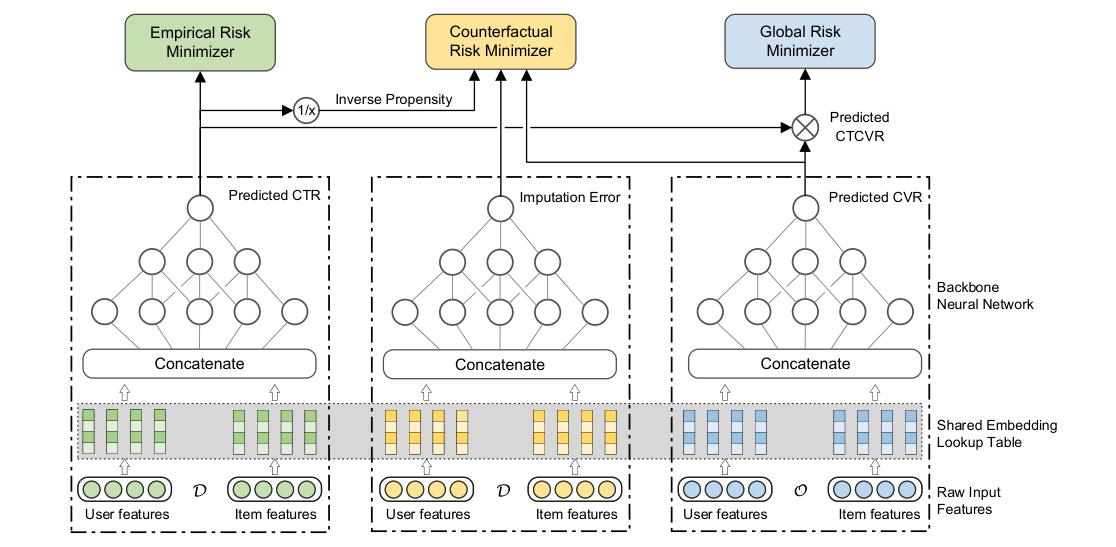 Empirical Risk
Minimizer
Counterfactual
Risk Minimizer
Global Risk
Minimizer
1/x
Inverse Propensity
Predicted
CTCVR
Predicted CTR
Imputation Error
Predicted CVR
Backbone
Neural Network
Concatenate
Concatenate
Concatenate
Shared Embedding
Lookup Table
𝒟
𝒟
𝒪
Raw Input
Features
User features
Item features
User features
Item features
User features
Item features